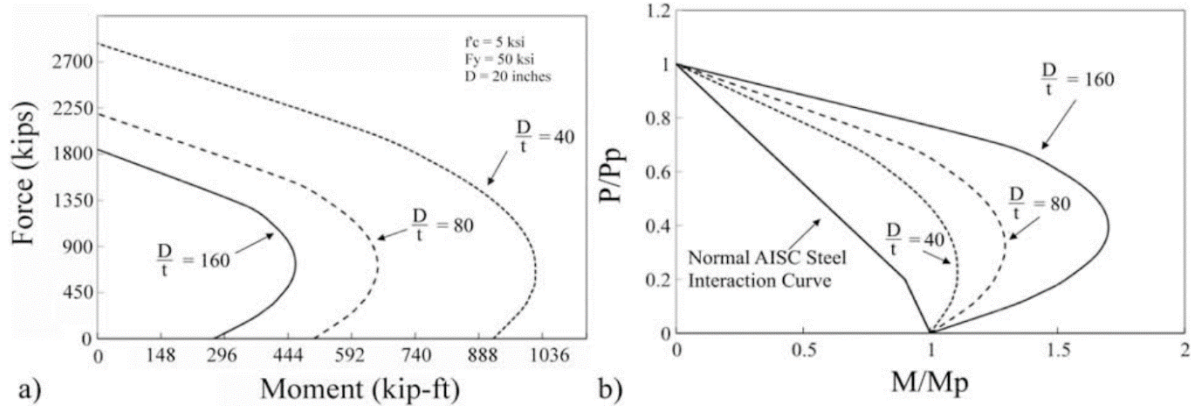 f'c = 5 ksi
Fy = 50 ksi
D = 20 inches
2700
2250
1800
1350
900
450
0
Force (kips)
D/t = 40
D/t = 80
D/t = 160
0 148 296 444 592 740 888 1036
a) Moment (kip-ft)
1.2
1
0.8
0.6
0.4
0.2
0
P/Pp
D/t = 160
D/t = 80
D/t = 40
Normal AISC Steel
Interaction Curve
0 0.5 1 1.5 2
b) M/Mp